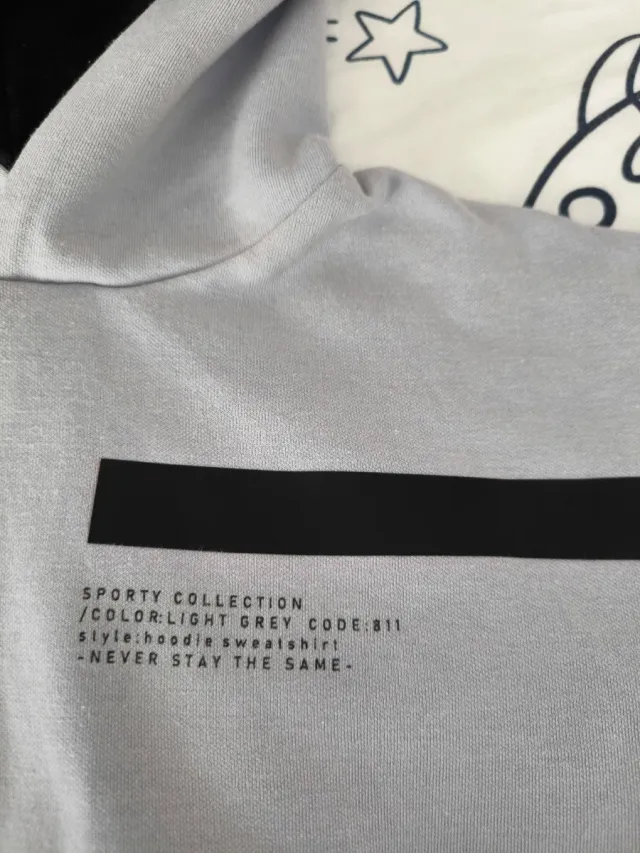 SPORTY COLLECTION
/COLOR:LIGHT GREY CODE:811
style:hoodie sweatshirt
-NEVER STAY THE SAME-